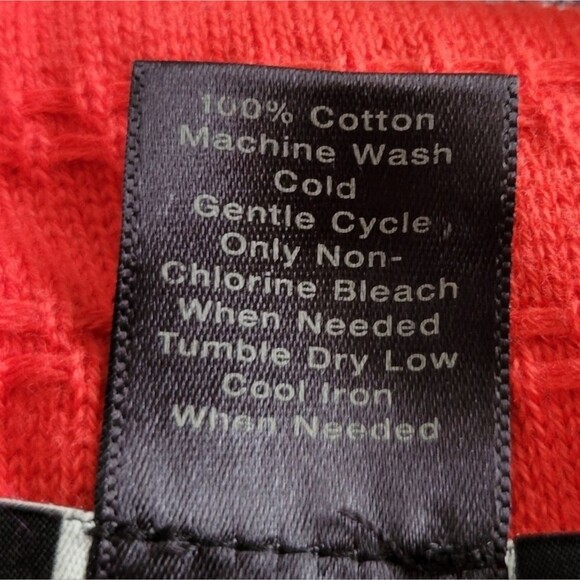 100% Cotton
Machine Wash
Cold
Gentle Cycle
Only Non-
Chlorine Bleach
When Needed
Tumble Dry Low
Cool Iron
When Needed